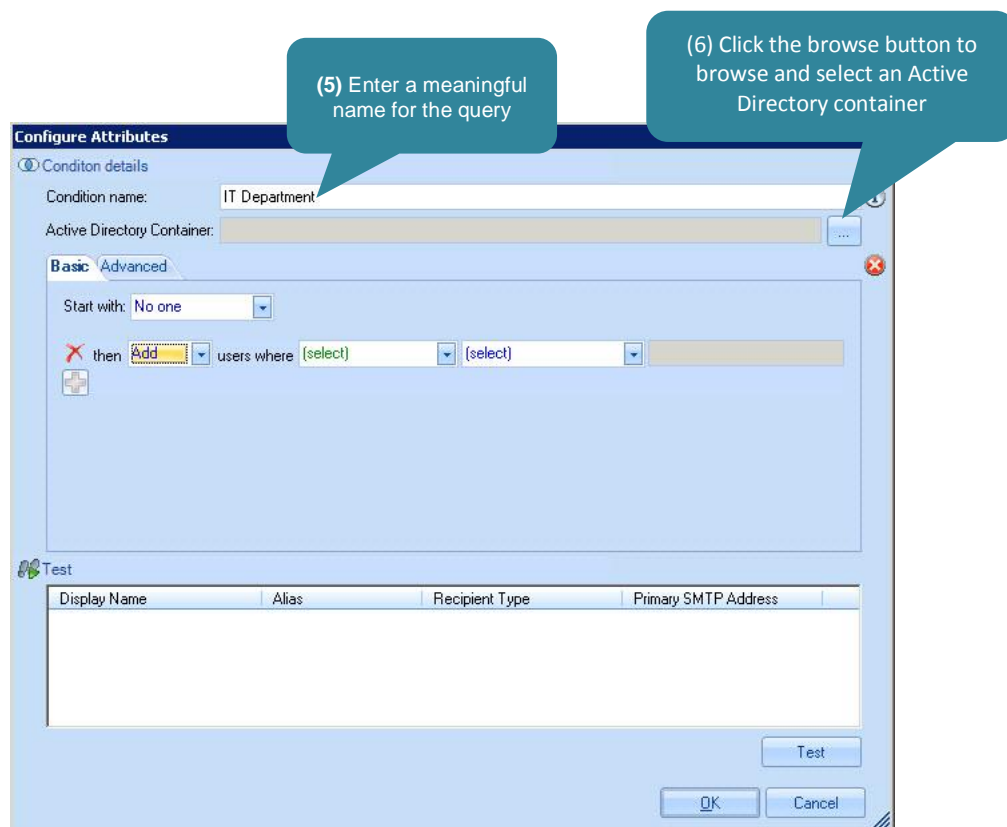 (5) Enter a meaningful
name for the query
(6) Click the browse button to
browse and select an Active
Directory container
Configure Attributes
Conditon details
Condition name: IT Department
Active Directory Container: ...
Basic Advanced
Start with: No one
then Add users where (select) (select)
Test
Display Name Alias Recipient Type Primary SMTP Address
Test
OK Cancel